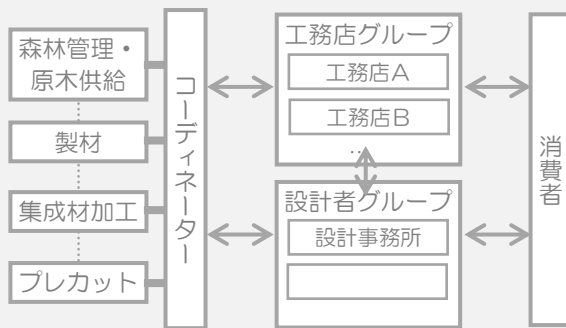 森林管理・
原木供給
製材
集成材加工
プレカット
コーディネーター
工務店グループ
工務店A
工務店B
…
設計者グループ
設計事務所
消費者